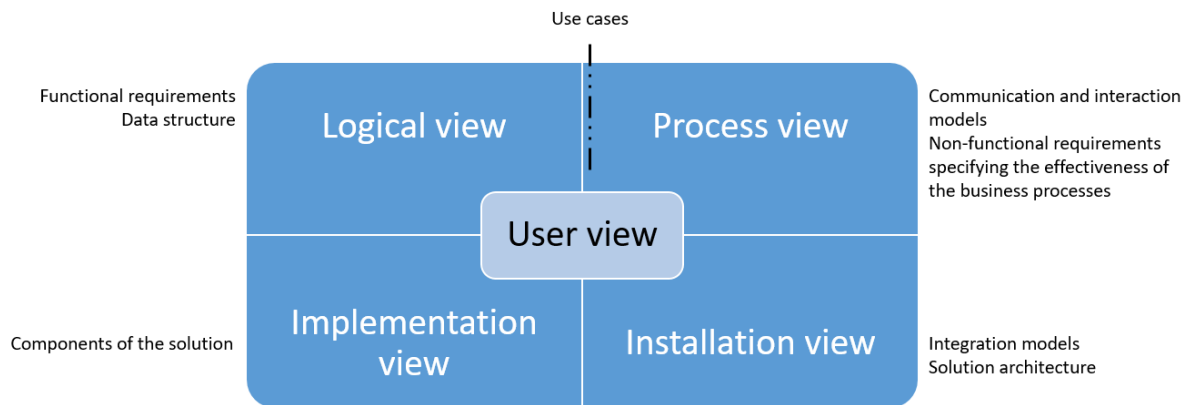 Use cases
Functional requirements
Data structure
Logical view
Process view
Communication and interaction
models
Non-functional requirements
specifying the effectiveness of
the business processes
User view
Components of the solution
Implementation
view
Installation view
Integration models
Solution architecture